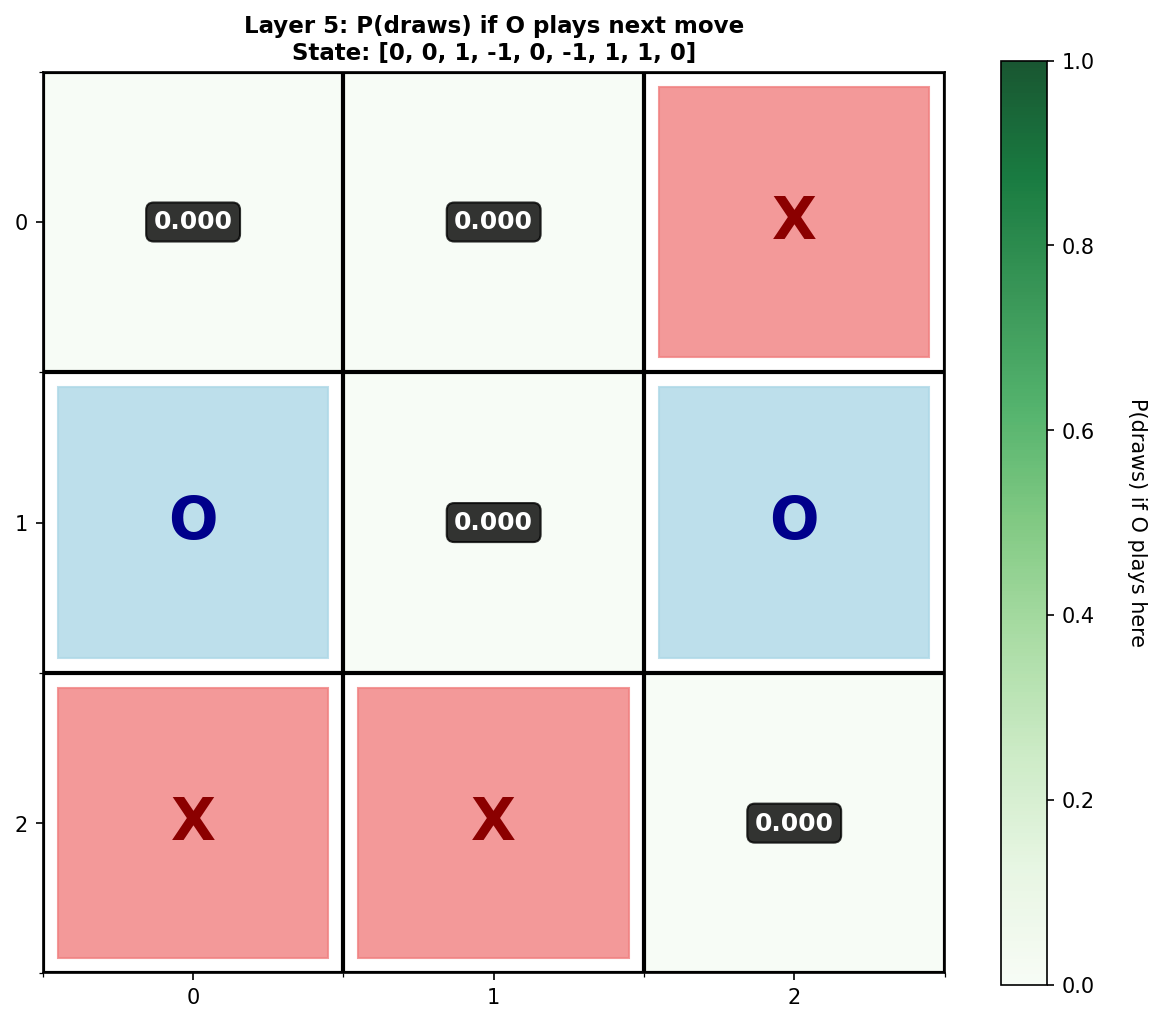 Layer 5: P(draws) if O plays next move
State: [0, 0, 1, -1, 0, -1, 1, 1, 0]
0.000
0.000
X
O
0.000
O
X
X
0.000
0
1
2
0
1
2
1.0
0.8
0.6
0.4
0.2
0.0
P(draws) if O plays here